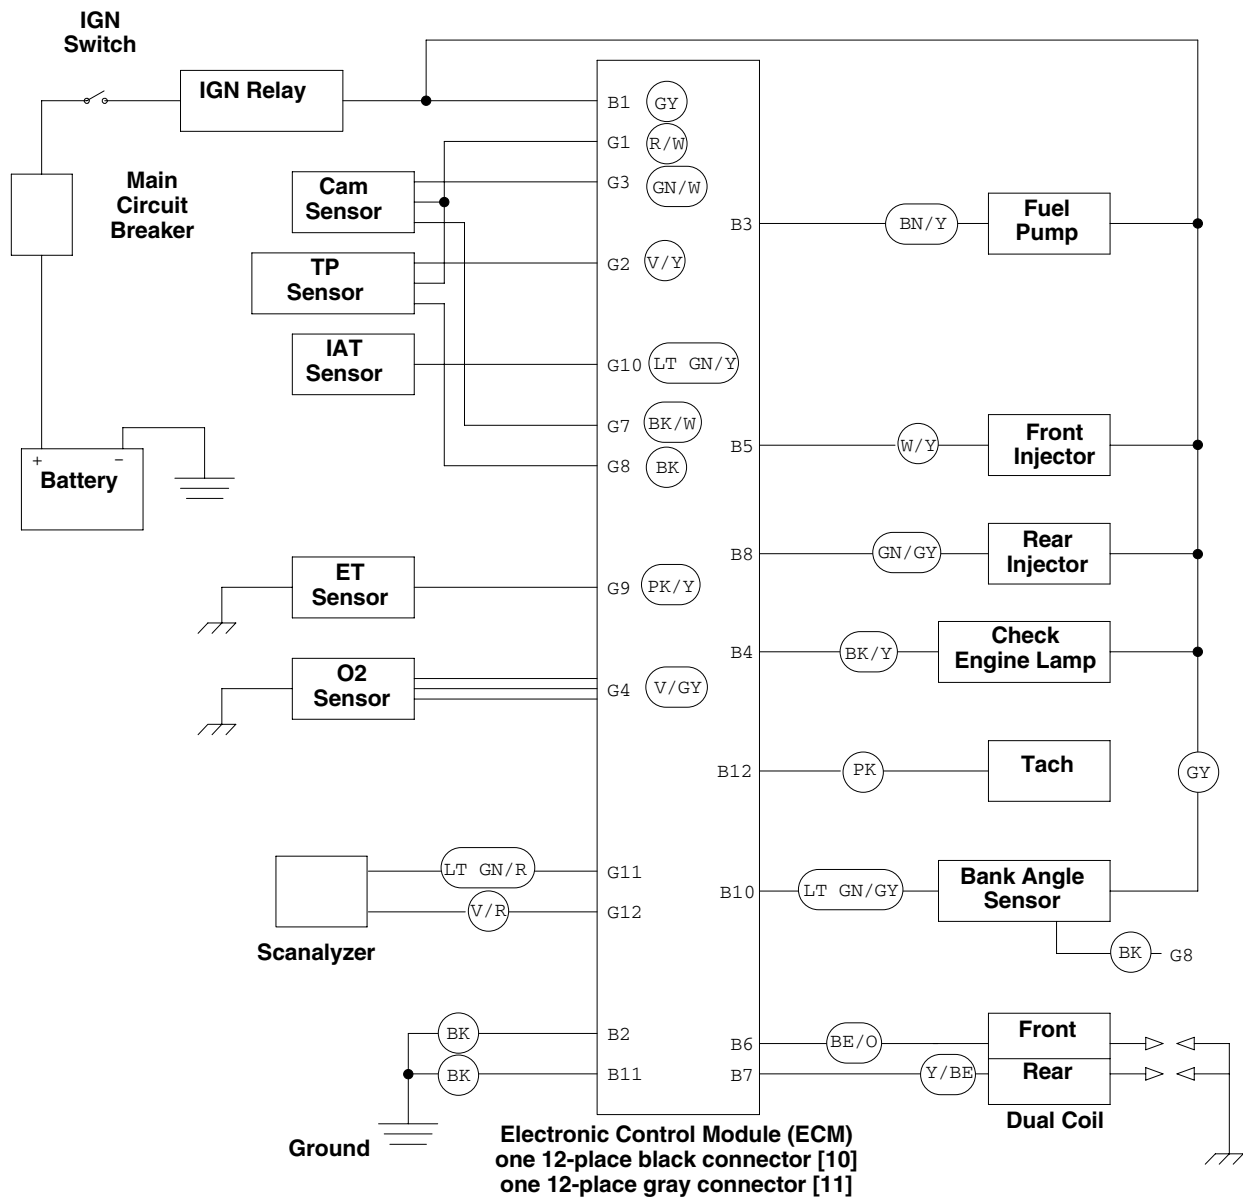 IGN
Switch
IGN Relay
B1 GY
G1 R/W
Main
Circuit
Breaker
Cam
Sensor
G3 GN/W
B3 BN/Y
Fuel
Pump
TP
Sensor
G2 V/Y
IAT
Sensor
G10 LT GN/Y
G7 BK/W
B5 W/Y
Front
Injector
+ −
Battery
G8 BK
B8 GN/GY
Rear
Injector
ET
Sensor
G9 PK/Y
B4 BK/Y
Check
Engine Lamp
O2
Sensor
G4 V/GY
B12 PK
Tach
GY
LT GN/R G11
V/R G12
Scanalyzer
B10 LT GN/GY
Bank Angle
Sensor
BK G8
BK B2
BK B11
Ground
B6 BE/O
Front
B7 Y/BE
Rear
Dual Coil
Electronic Control Module (ECM)
one 12-place black connector [10]
one 12-place gray connector [11]